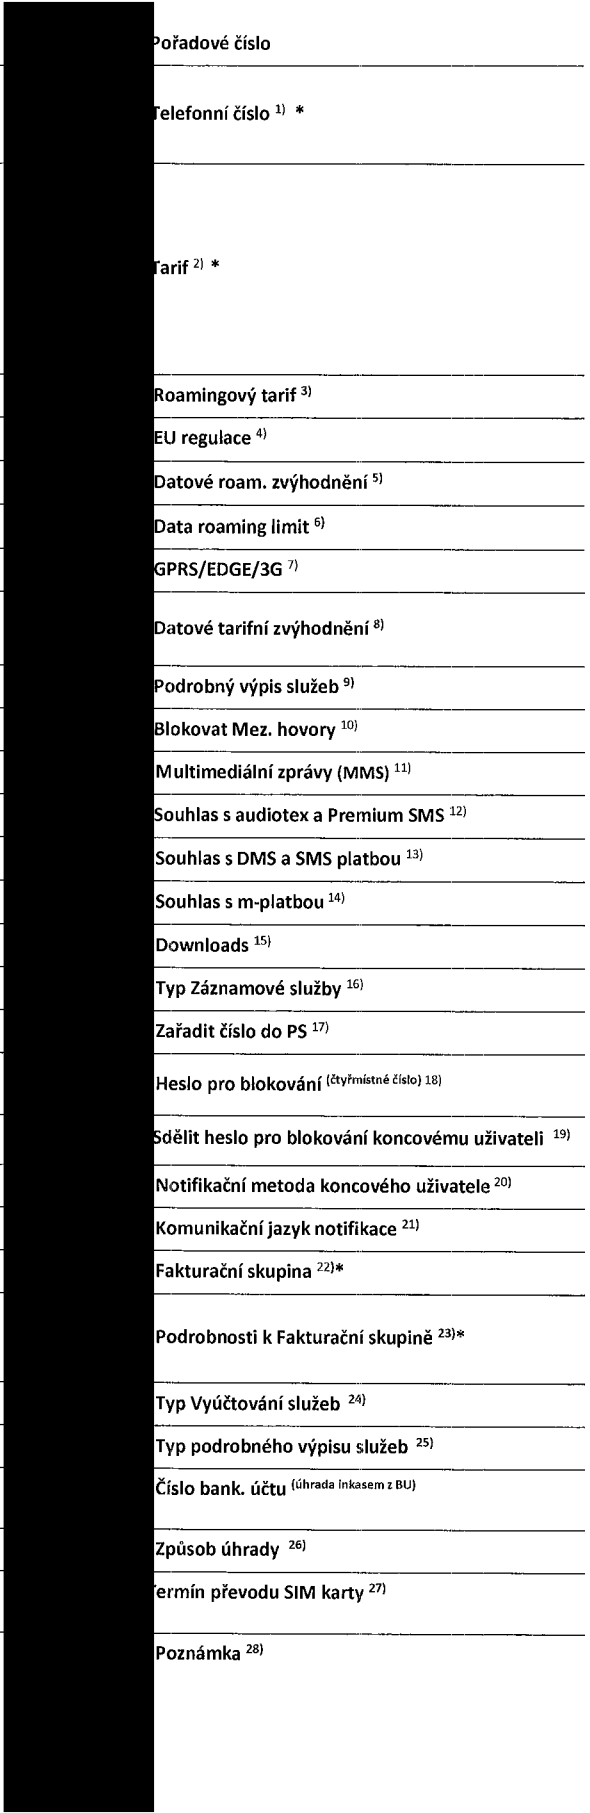 Pořadové číslo
Telefonní číslo 1) *
Tarif 2) *
Roamingový tarif 3)
EU regulace 4)
Datové roam. zvýhodnění 5)
Data roaming limit 6)
GPRS/EDGE/3G 7)
Datové tarifní zvýhodnění 8)
Podrobný výpis služeb 9)
Blokovat Mez. hovory 10)
Multimediální zprávy (MMS) 11)
Souhlas s audiotex a Premium SMS 12)
Souhlas s DMS a SMS platbou 13)
Souhlas s m-platbou 14)
Downloads 15)
Typ Záznamové služby 16)
Zařadit číslo do PS 17)
Heslo pro blokování (čtyřmístné číslo) 18)
Sdělit heslo pro blokování koncovému uživateli 19)
Notifikační metoda koncového uživatele 20)
Komunikační jazyk notifikace 21)
Fakturační skupina 22)*
Podrobnosti k Fakturační skupině 23)*
Typ Vyúčtování služeb 24)
Typ podrobného výpisu služeb 25)
Číslo bank. účtu (úhrada inkasem z BU)
Způsob úhrady 26)
ermín převodu SIM karty 27)
Poznámka 28)